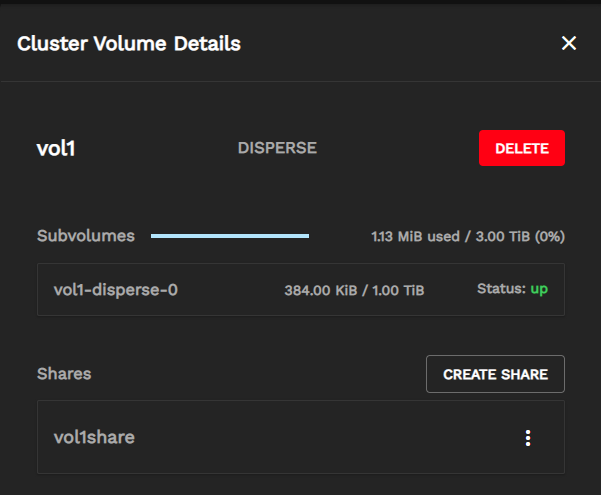 Cluster Volume Details
vol1 DISPERSE DELETE
Subvolumes 1.13 MiB used / 3.00 TiB (0%)
vol1-disperse-0 384.00 KiB / 1.00 TiB Status: up
Shares CREATE SHARE
vol1share